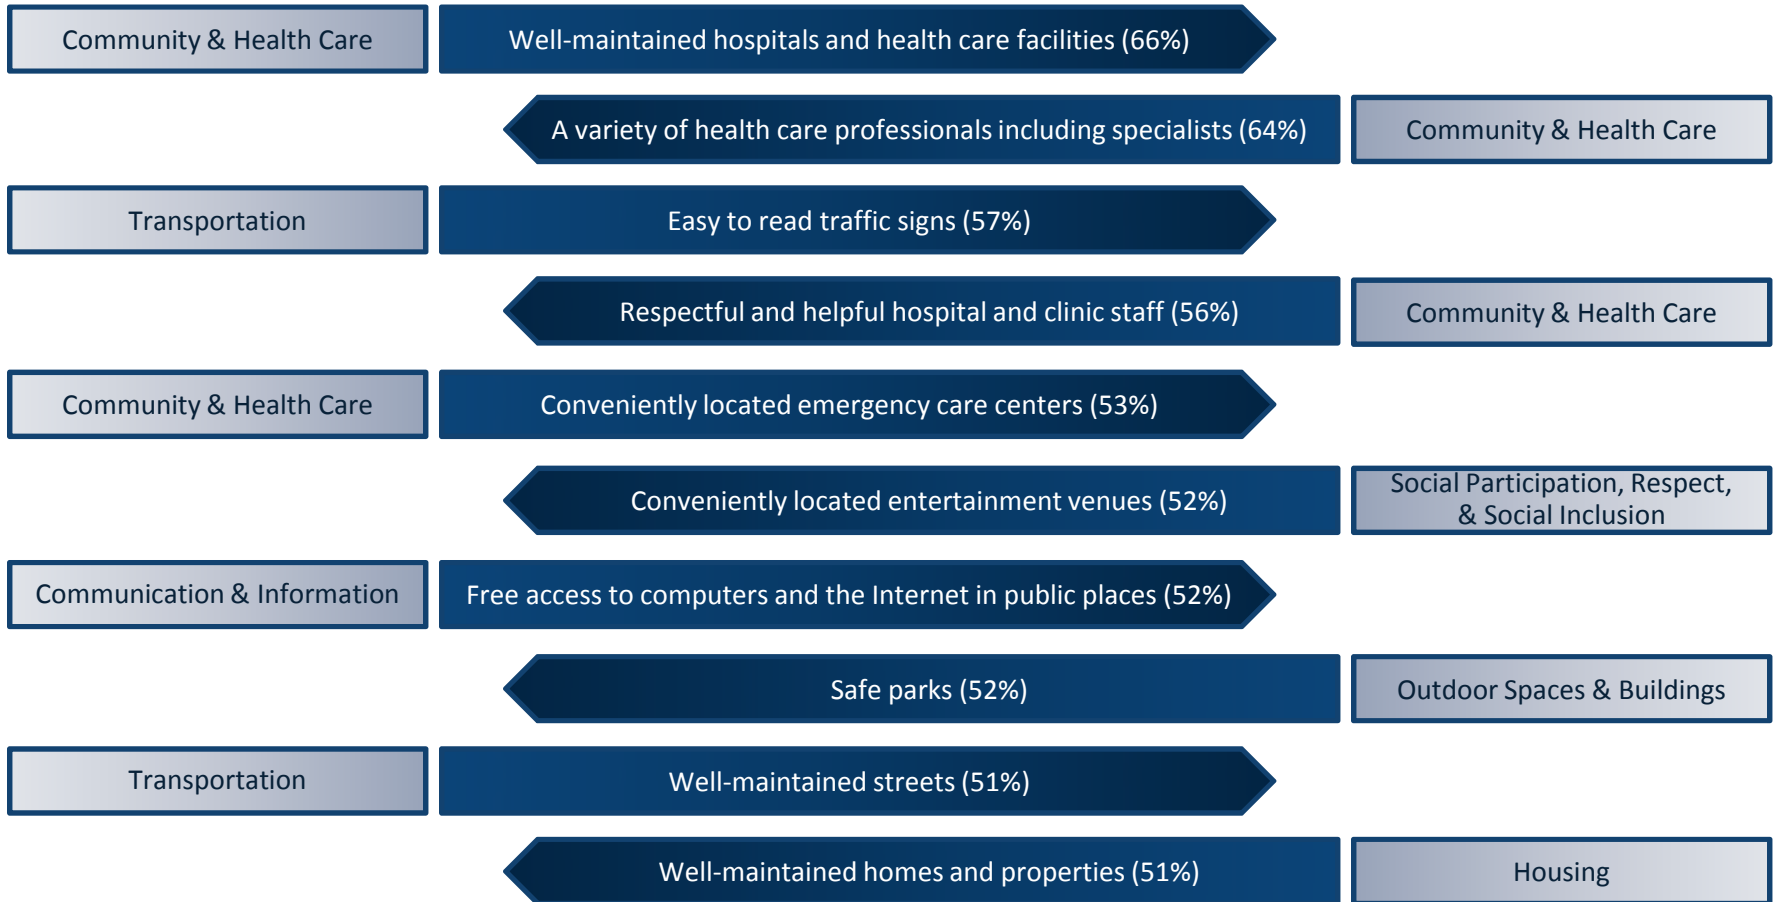 Community & Health Care
Well-maintained hospitals and health care facilities (66%)
A variety of health care professionals including specialists (64%)
Community & Health Care
Transportation
Easy to read traffic signs (57%)
Respectful and helpful hospital and clinic staff (56%)
Community & Health Care
Community & Health Care
Conveniently located emergency care centers (53%)
Conveniently located entertainment venues (52%)
Social Participation, Respect,
& Social Inclusion
Communication & Information
Free access to computers and the Internet in public places (52%)
Safe parks (52%)
Outdoor Spaces & Buildings
Transportation
Well-maintained streets (51%)
Well-maintained homes and properties (51%)
Housing